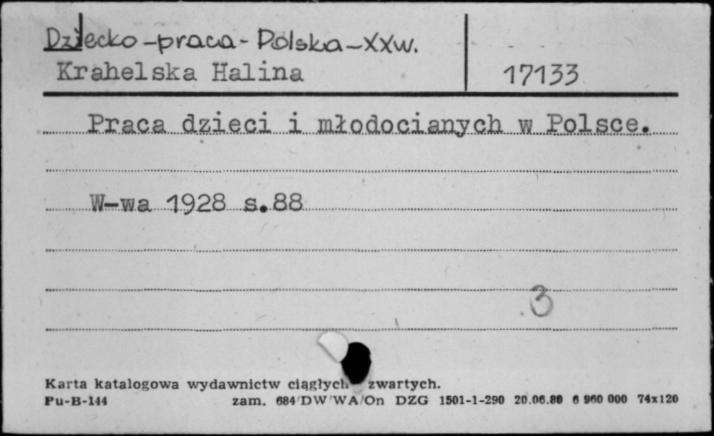 Dziecko-praca-Polska-XXw.
Krahelska Halina 17133
Praca dzieci i młodocianych w Polsce.
W-wa 1928 s.88
3
Karta katalogowa wydawnictw ciągłych zwartych.
Pu-B-144 zam. 684/DW/WA/On DZG 1501-1-290 20.06.80 6 960 000 74x120